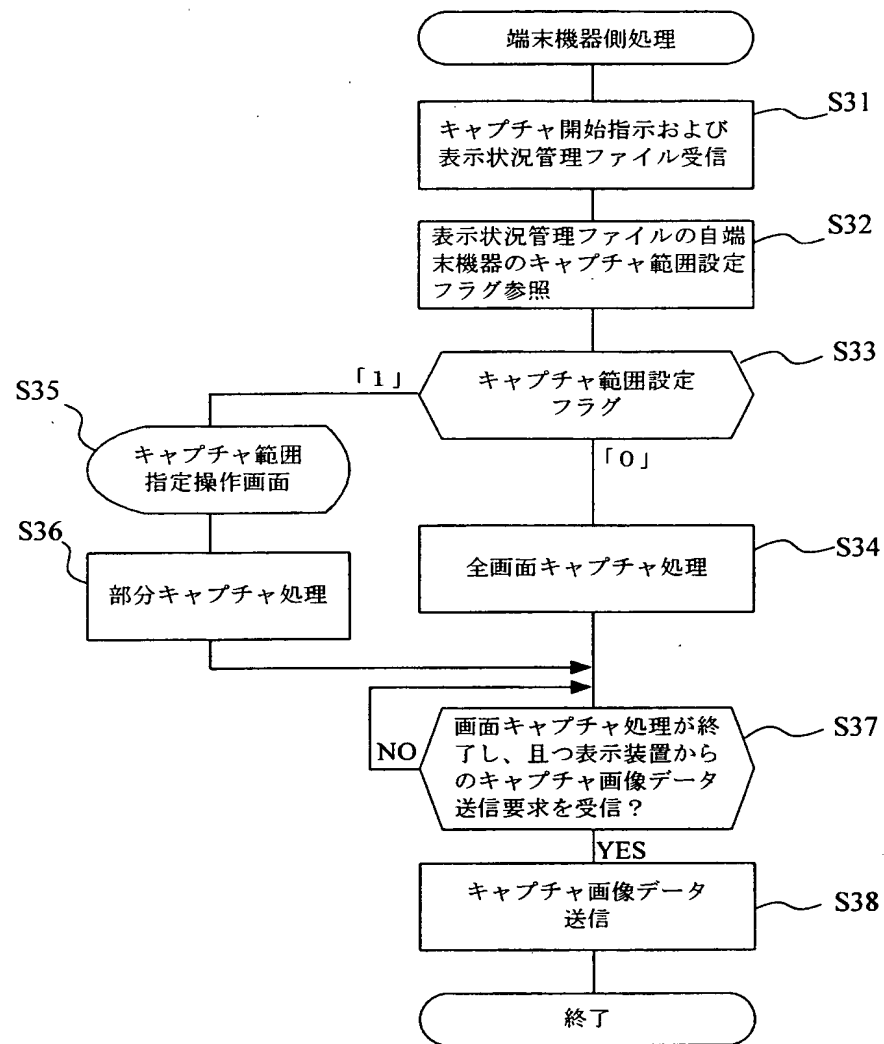 端末機器側処理
S31
キャプチャ開始指示および
表示状況管理ファイル受信
S32
表示状況管理ファイルの自端
末機器のキャプチャ範囲設定
フラグ参照
S33
キャプチャ範囲設定
フラグ
「1」
「0」
S35
キャプチャ範囲
指定操作画面
S36
部分キャプチャ処理
S34
全画面キャプチャ処理
S37
画面キャプチャ処理が終
了し、且つ表示装置から
のキャプチャ画像データ
送信要求を受信？
NO
YES
キャプチャ画像データ
送信
S38
終了